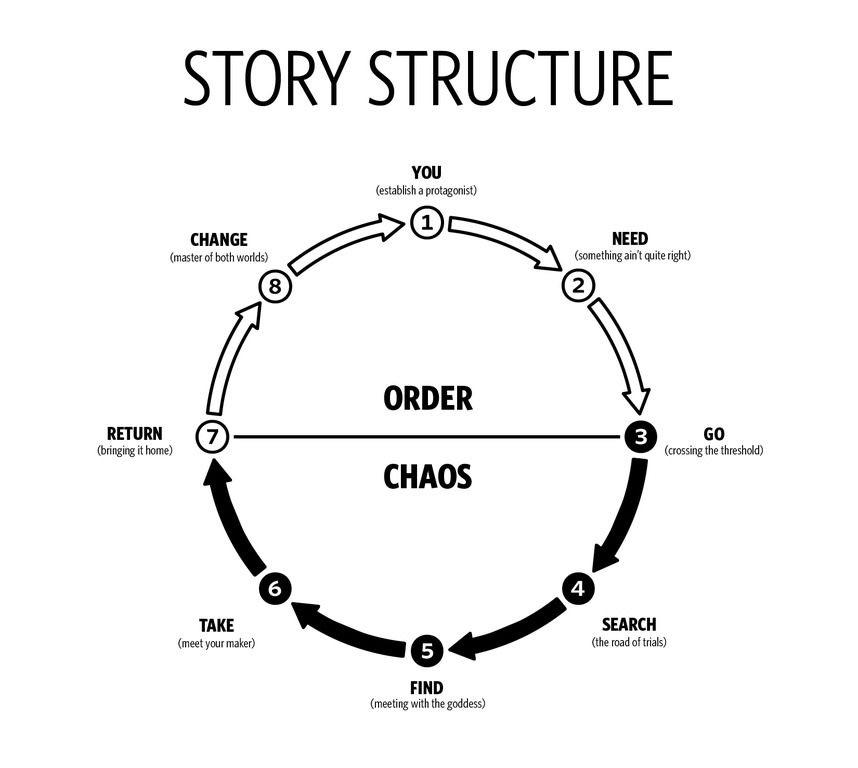 STORY STRUCTURE
YOU
(establish a protagonist)
1
NEED
(something ain't quite right)
2
GO
(crossing the threshold)
3
SEARCH
(the road of trials)
4
FIND
(meeting with the goddess)
5
TAKE
(meet your maker)
6
RETURN
(bringing it home)
7
CHANGE
(master of both worlds)
8
ORDER
CHAOS